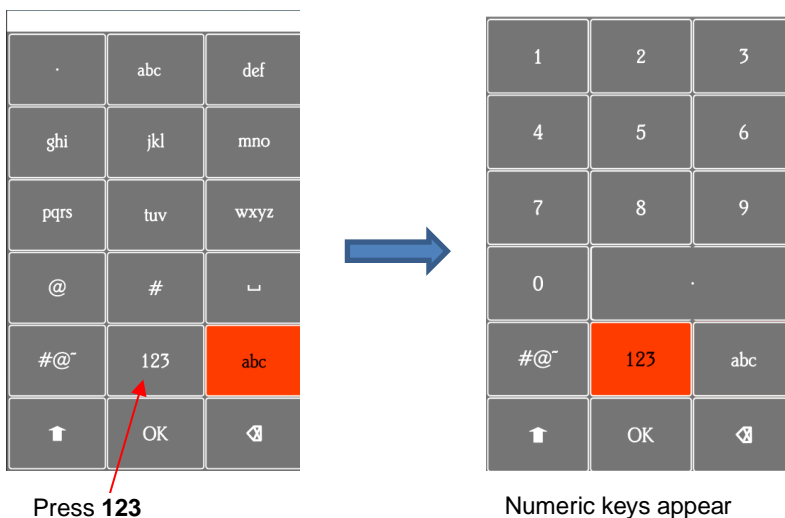 . abc def
ghi jkl mno
pqrs tuv wxyz
@ # ⌴
#@~ 123 abc
OK
Press 123
1 2 3
4 5 6
7 8 9
0 .
#@~ 123 abc
OK
Numeric keys appear